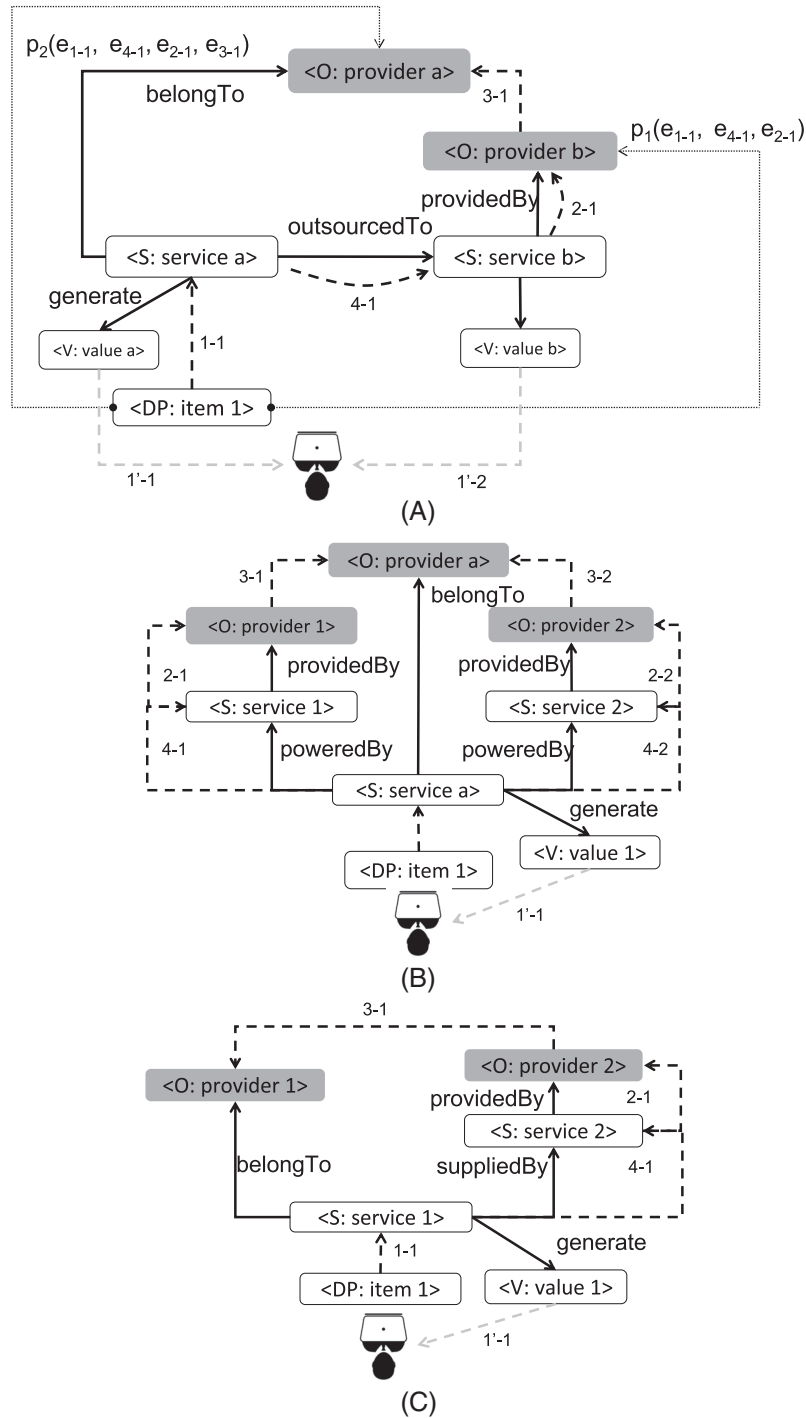 p2(e1-1, e4-1, e2-1, e3-1)
<O: provider a>
belongTo
3-1
p1(e1-1, e4-1, e2-1)
<O: provider b>
providedBy
2-1
outsourcedTo
<S: service a>
<S: service b>
4-1
generate
1-1
<V: value a>
<V: value b>
<DP: item 1>
1'-1
1'-2
(A)
<O: provider a>
3-1
3-2
belongTo
<O: provider 1>
<O: provider 2>
providedBy
providedBy
2-1
2-2
<S: service 1>
<S: service 2>
4-1
poweredBy
poweredBy
4-2
<S: service a>
generate
<DP: item 1>
<V: value 1>
1'-1
(B)
3-1
<O: provider 1>
<O: provider 2>
providedBy
2-1
<S: service 2>
belongTo
suppliedBy
4-1
<S: service 1>
1-1
generate
<DP: item 1>
<V: value 1>
1'-1
(C)